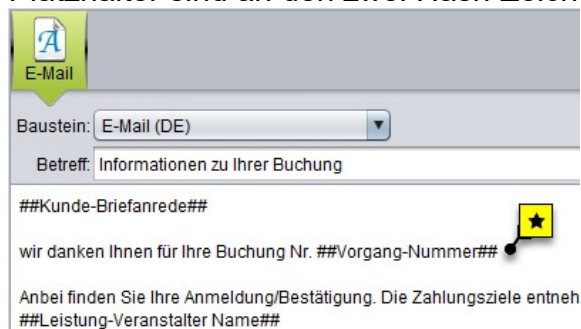 E-Mail
Baustein: E-Mail (DE)
Betreff: Informationen zu Ihrer Buchung
##Kunde-Briefanrede##
wir danken Ihnen für Ihre Buchung Nr. ##Vorgang-Nummer##
Anbei finden Sie Ihre Anmeldung/Bestätigung. Die Zahlungsziele entneh
##Leistung-Veranstalter Name##